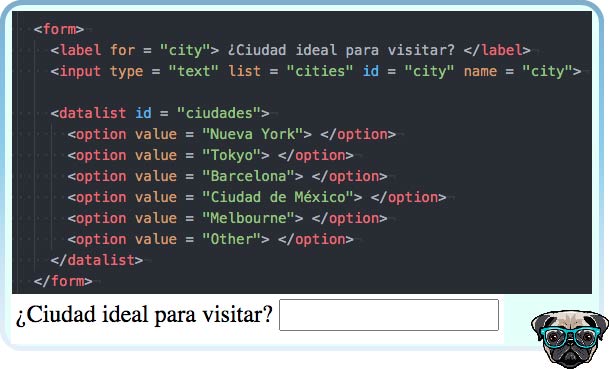 <form>
<label for = "city"> ¿Ciudad ideal para visitar? </label>
<input type = "text" list = "cities" id = "city" name = "city">
<datalist id = "ciudades">
<option value = "Nueva York"> </option>
<option value = "Tokyo"> </option>
<option value = "Barcelona"> </option>
<option value = "Ciudad de México"> </option>
<option value = "Melbourne"> </option>
<option value = "Other"> </option>
</datalist>
</form>
¿Ciudad ideal para visitar?